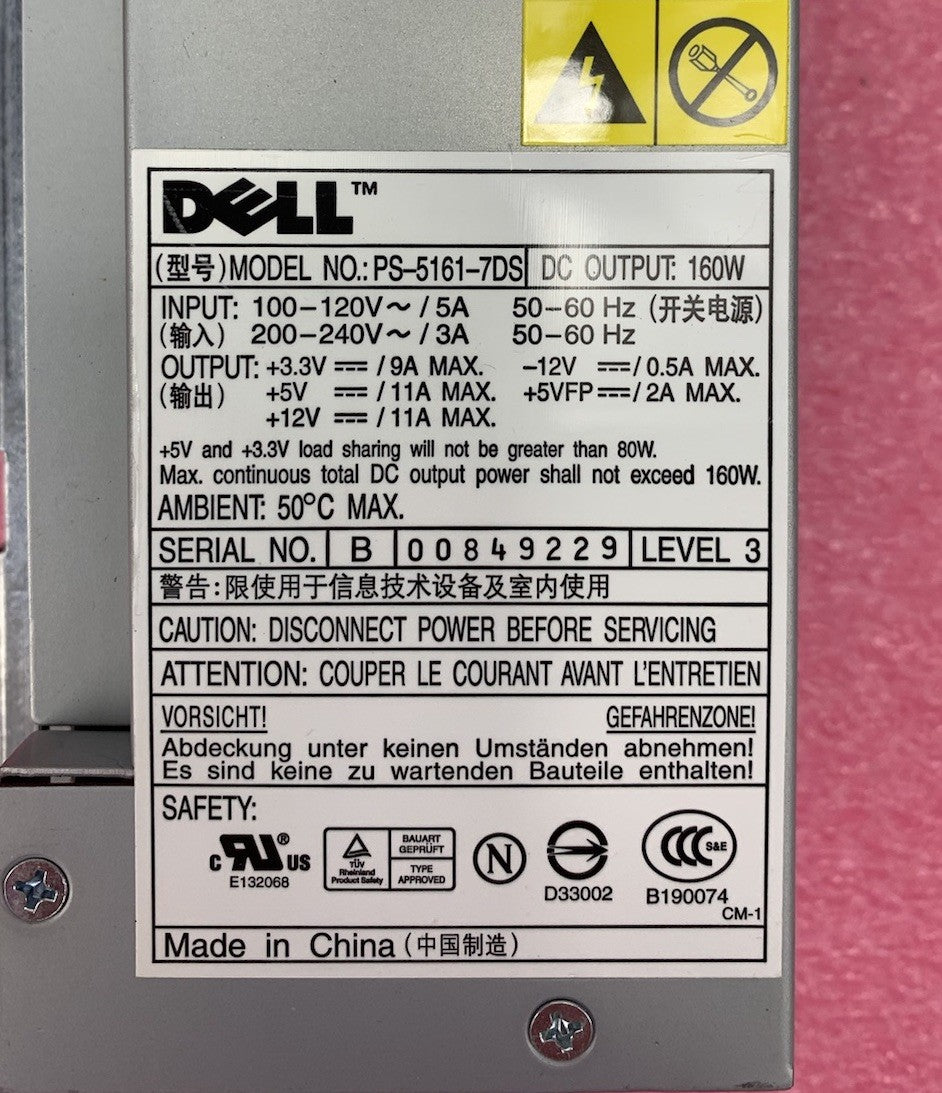 DELL™
(型号)MODEL NO.: PS-5161-7DS DC OUTPUT: 160W
INPUT: 100-120V~ / 5A 50-60 Hz (开关电源)
(输入) 200-240V~ / 3A 50-60 Hz
OUTPUT: +3.3V ⎓ / 9A MAX. -12V ⎓ / 0.5A MAX.
(输出) +5V ⎓ / 11A MAX. +5VFP ⎓ / 2A MAX.
+12V ⎓ / 11A MAX.
+5V and +3.3V load sharing will not be greater than 80W.
Max. continuous total DC output power shall not exceed 160W.
AMBIENT: 50°C MAX.
SERIAL NO. B 00849229 LEVEL 3
警告:限使用于信息技术设备及室内使用
CAUTION: DISCONNECT POWER BEFORE SERVICING
ATTENTION: COUPER LE COURANT AVANT L'ENTRETIEN
VORSICHT! GEFAHRENZONE!
Abdeckung unter keinen Umständen abnehmen!
Es sind keine zu wartenden Bauteile enthalten!
SAFETY:
c RU® US
E132068
TÜV
Rheinland
Product Safety
BAUART
GEPRÜFT
TYPE
APPROVED
N
D33002
CCC S&E
B190074
CM-1
Made in China (中国制造)